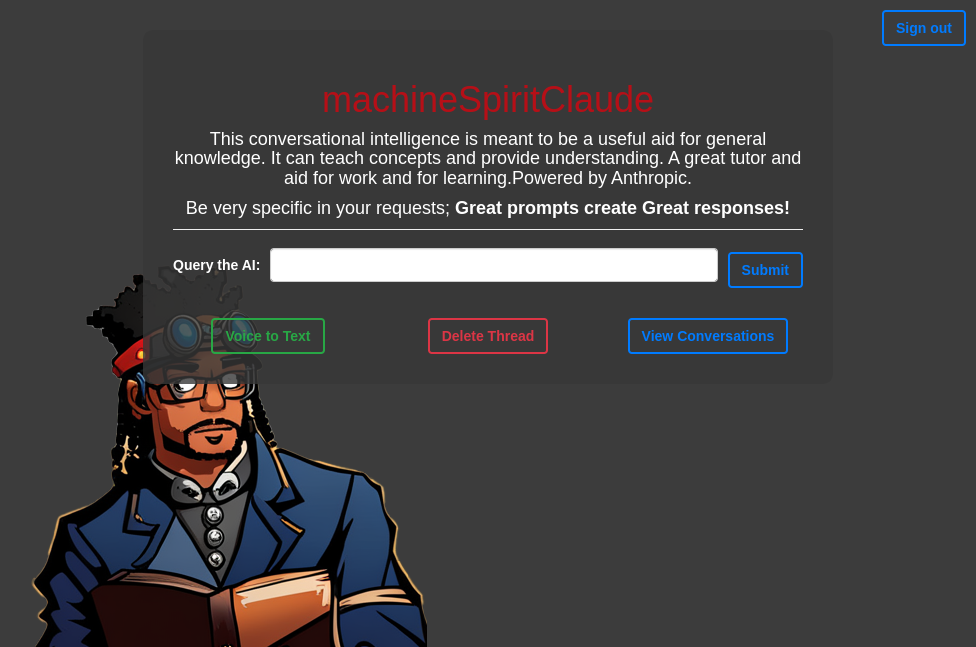 Sign out
machineSpiritClaude
This conversational intelligence is meant to be a useful aid for general
knowledge. It can teach concepts and provide understanding. A great tutor and
aid for work and for learning.Powered by Anthropic.
Be very specific in your requests; Great prompts create Great responses!
Query the AI:
Submit
Voice to Text
Delete Thread
View Conversations